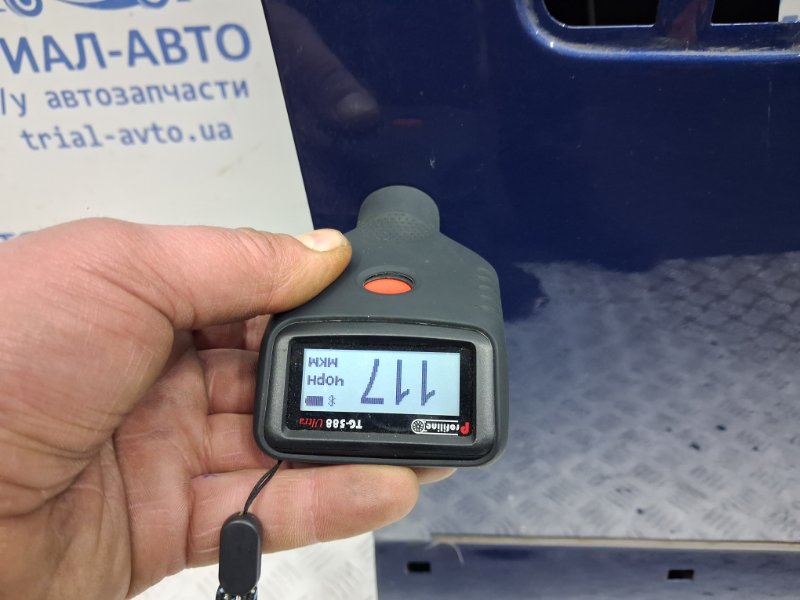 ИАЛ-АВТО
/у автозапчасти
trial-avto.ua
Profiline
TG-588 Ultra
117
чорн
мкм